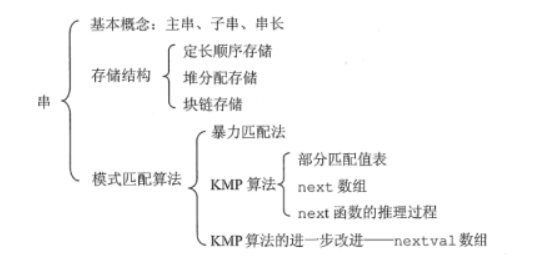 串
基本概念：主串、子串、串长
存储结构
定长顺序存储
堆分配存储
块链存储
模式匹配算法
暴力匹配法
KMP 算法
部分匹配值表
next 数组
next 函数的推理过程
KMP 算法的进一步改进——nextval 数组